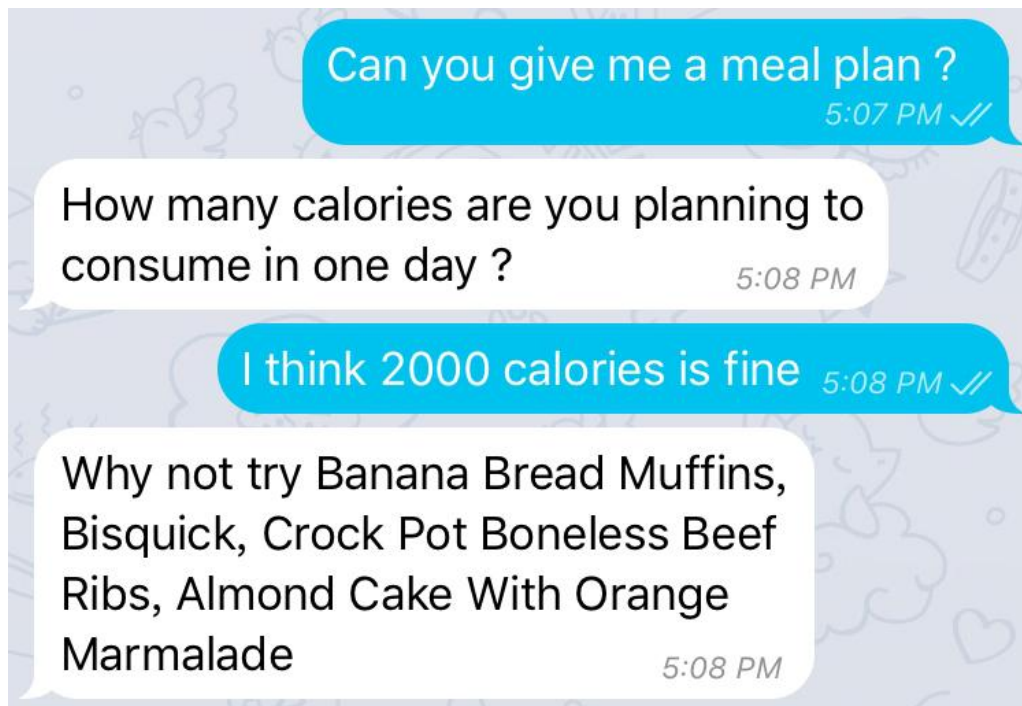 Can you give me a meal plan ?
5:07 PM
How many calories are you planning to
consume in one day ?
5:08 PM
I think 2000 calories is fine
5:08 PM
Why not try Banana Bread Muffins,
Bisquick, Crock Pot Boneless Beef
Ribs, Almond Cake With Orange
Marmalade
5:08 PM